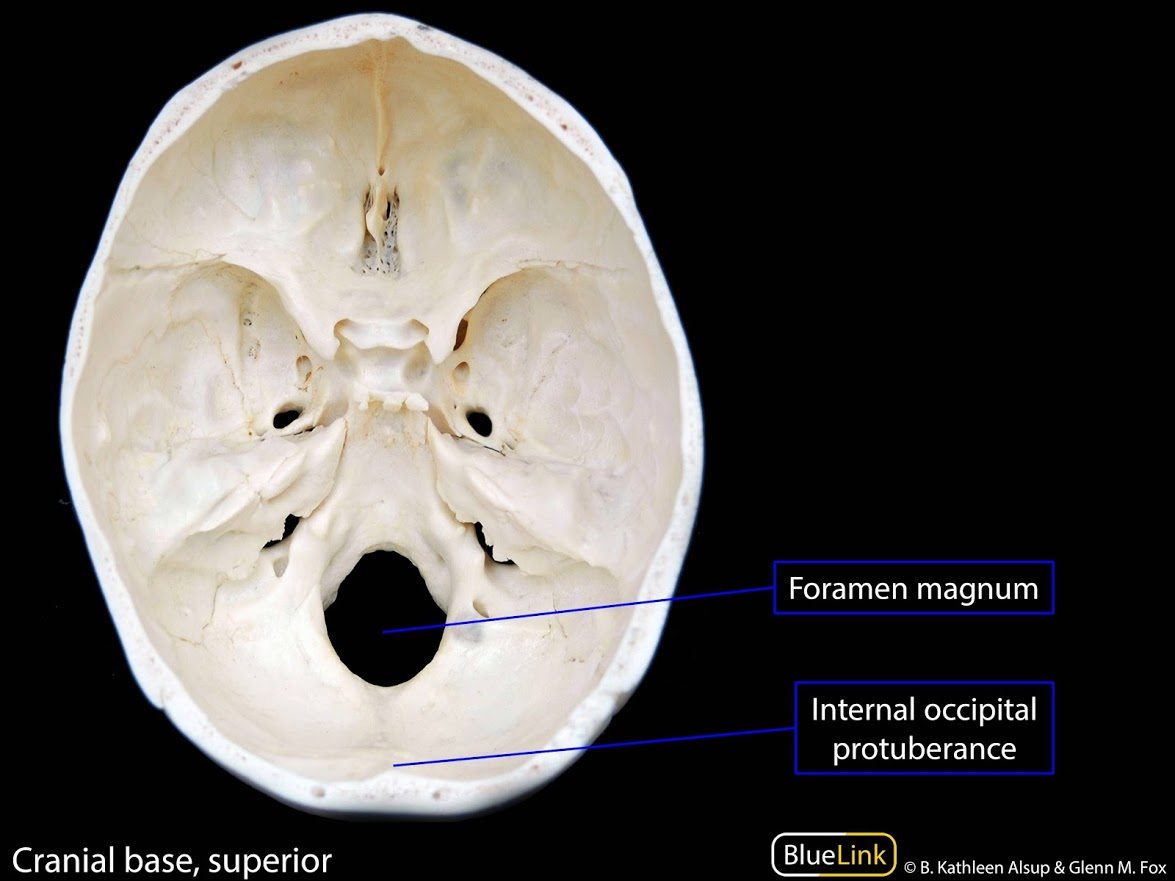 Foramen magnum
Internal occipital
protuberance
Cranial base, superior
BlueLink
© B. Kathleen Alsup & Glenn M. Fox